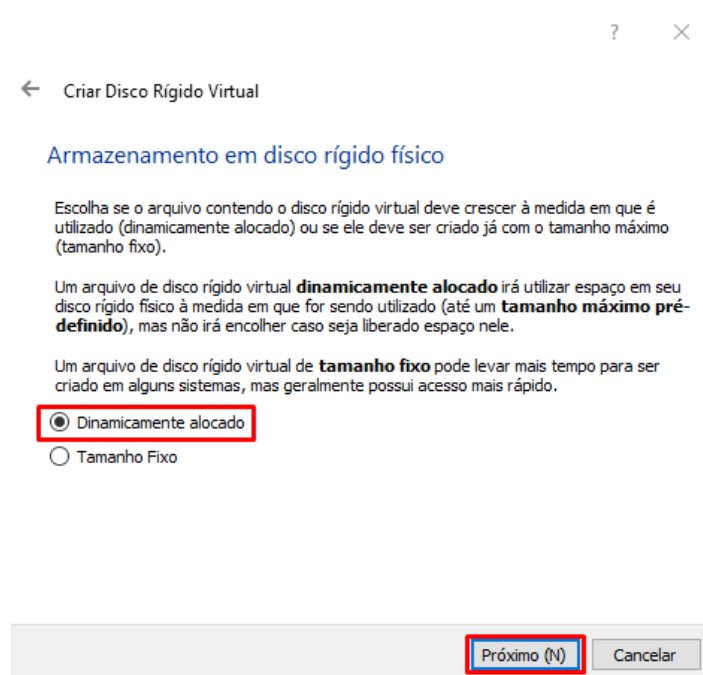 ?
Criar Disco Rígido Virtual
Armazenamento em disco rígido físico
Escolha se o arquivo contendo o disco rígido virtual deve crescer à medida em que é
utilizado (dinamicamente alocado) ou se ele deve ser criado já com o tamanho máximo
(tamanho fixo).
Um arquivo de disco rígido virtual dinamicamente alocado irá utilizar espaço em seu
disco rígido físico à medida em que for sendo utilizado (até um tamanho máximo pré-
definido), mas não irá encolher caso seja liberado espaço nele.
Um arquivo de disco rígido virtual de tamanho fixo pode levar mais tempo para ser
criado em alguns sistemas, mas geralmente possui acesso mais rápido.
Dinamicamente alocado
Tamanho Fixo
Próximo (N) Cancelar